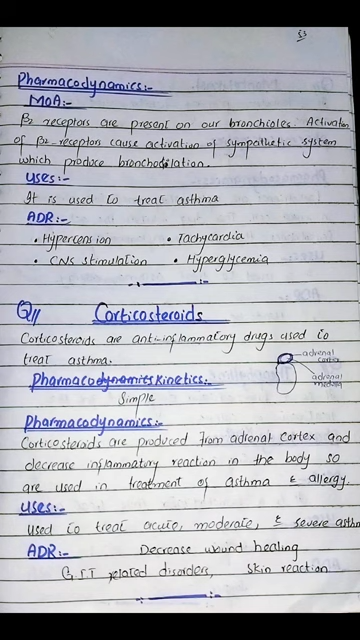 53
Pharmacodynamics:-
MOA:-
β2 receptors are present on our bronchioles. Activation
of β2-receptors cause activation of sympathetic system
which produce bronchodilation.
Uses:-
It is used to treat asthma
ADR:-
• Hypertension • Tachycardia
• CNS stimulation • Hyperglycemia
Q11 Corticosteroids
Corticosteroids are anti-inflammatory drugs used to
treat asthma.
adrenal cortex
adrenal medulla
Pharmacodynamics kinetics:-
Simple
Pharmacodynamics:-
Corticosteroids are produced from adrenal cortex and
decrease inflammatory reaction in the body so
are used in treatment of asthma & allergy.
Uses:-
Used to treat acute, moderate, & severe asthm
ADR:- Decrease wound healing
G.I.T related disorders, Skin reaction